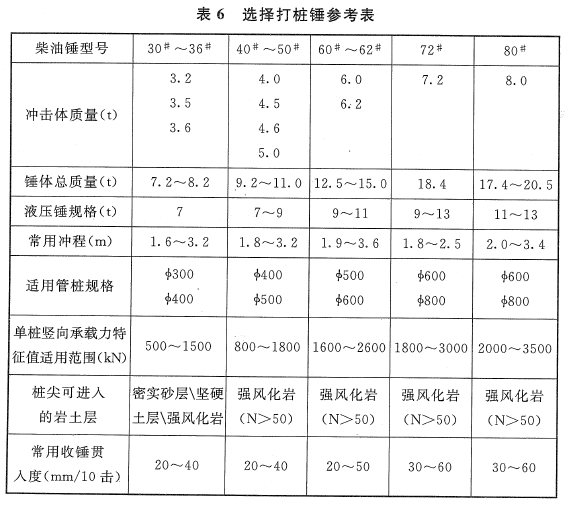 表 6 选择打桩锤参考表
柴油锤型号 30#～36# 40#～50# 60#～62# 72# 80#
冲击体质量(t) 3.2 4.0 6.0 7.2 8.0
3.5 4.5 6.2
3.6 4.6
5.0
锤体总质量(t) 7.2～8.2 9.2～11.0 12.5～15.0 18.4 17.4～20.5
液压锤规格(t) 7 7～9 9～11 9～13 11～13
常用冲程(m) 1.6～3.2 1.8～3.2 1.9～3.6 1.8～2.5 2.0～3.4
适用管桩规格 ϕ300 ϕ400 ϕ500 ϕ600 ϕ600
ϕ400 ϕ500 ϕ600 ϕ800 ϕ800
单桩竖向承载力特
征值适用范围(kN) 500～1500 800～1800 1600～2600 1800～3000 2000～3500
桩尖可进入 密实砂层\坚硬 强风化岩 强风化岩 强风化岩 强风化岩
的岩土层 土层\强风化岩 (N＞50) (N＞50) (N＞50) (N＞50)
常用收锤贯
入度(mm/10 击) 20～40 20～40 20～50 30～60 30～60